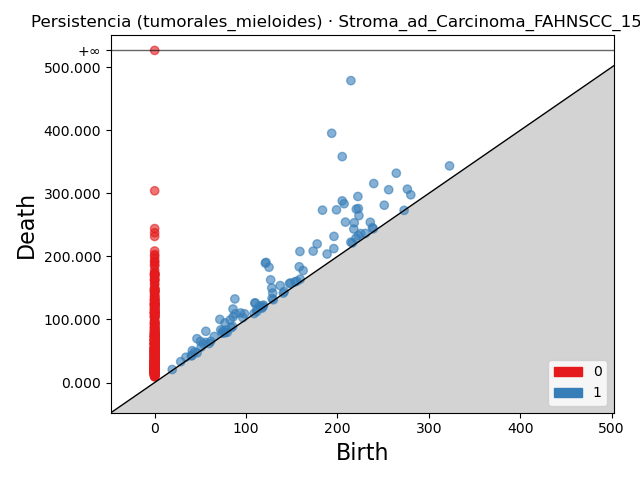 Persistencia (tumorales_mieloides) · Stroma_ad_Carcinoma_FAHNSCC_15
+∞
500.000
400.000
300.000
200.000
100.000
0.000
Death
0
1
0 100 200 300 400 500
Birth